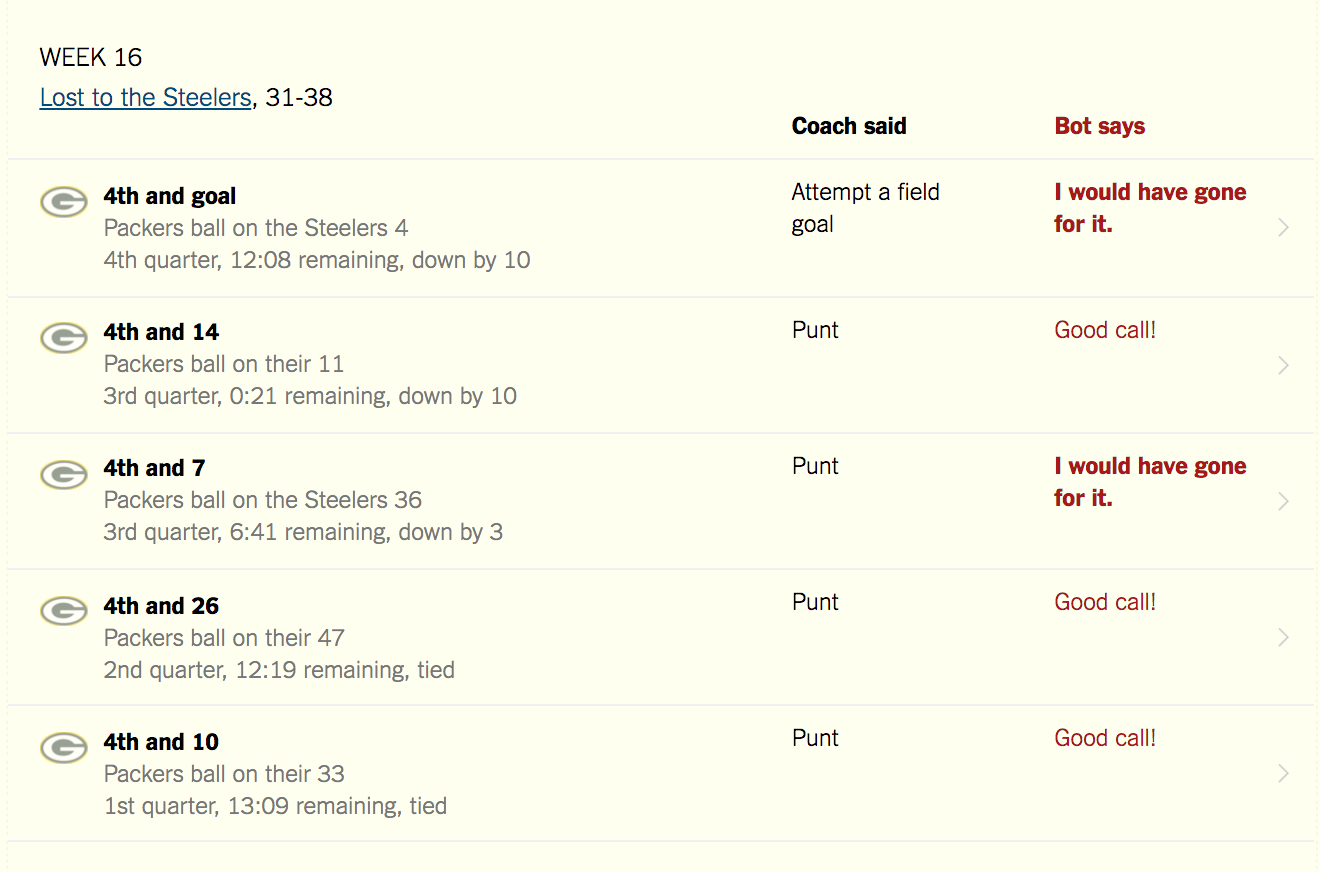 WEEK 16
Lost to the Steelers, 31-38
Coach said
Bot says
G
4th and goal
Packers ball on the Steelers 4
4th quarter, 12:08 remaining, down by 10
Attempt a field
goal
I would have gone
for it.
G
4th and 14
Packers ball on their 11
3rd quarter, 0:21 remaining, down by 10
Punt
Good call!
G
4th and 7
Packers ball on the Steelers 36
3rd quarter, 6:41 remaining, down by 3
Punt
I would have gone
for it.
G
4th and 26
Packers ball on their 47
2nd quarter, 12:19 remaining, tied
Punt
Good call!
G
4th and 10
Packers ball on their 33
1st quarter, 13:09 remaining, tied
Punt
Good call!